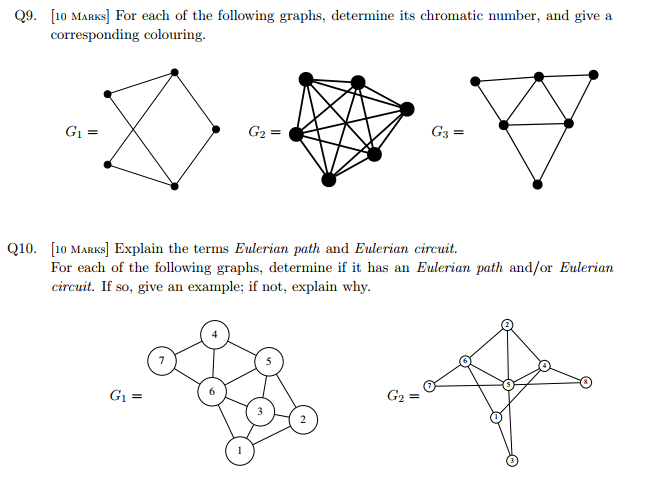 Q9. [10 Marks] For each of the following graphs, determine its chromatic number, and give a
corresponding colouring.
G1 = G2 = G3 =
Q10. [10 Marks] Explain the terms Eulerian path and Eulerian circuit.
For each of the following graphs, determine if it has an Eulerian path and/or Eulerian
circuit. If so, give an example; if not, explain why.
4 2
7 5 6 4
G1 = 6 G2 = 7 5 8
3 2 1
1 3